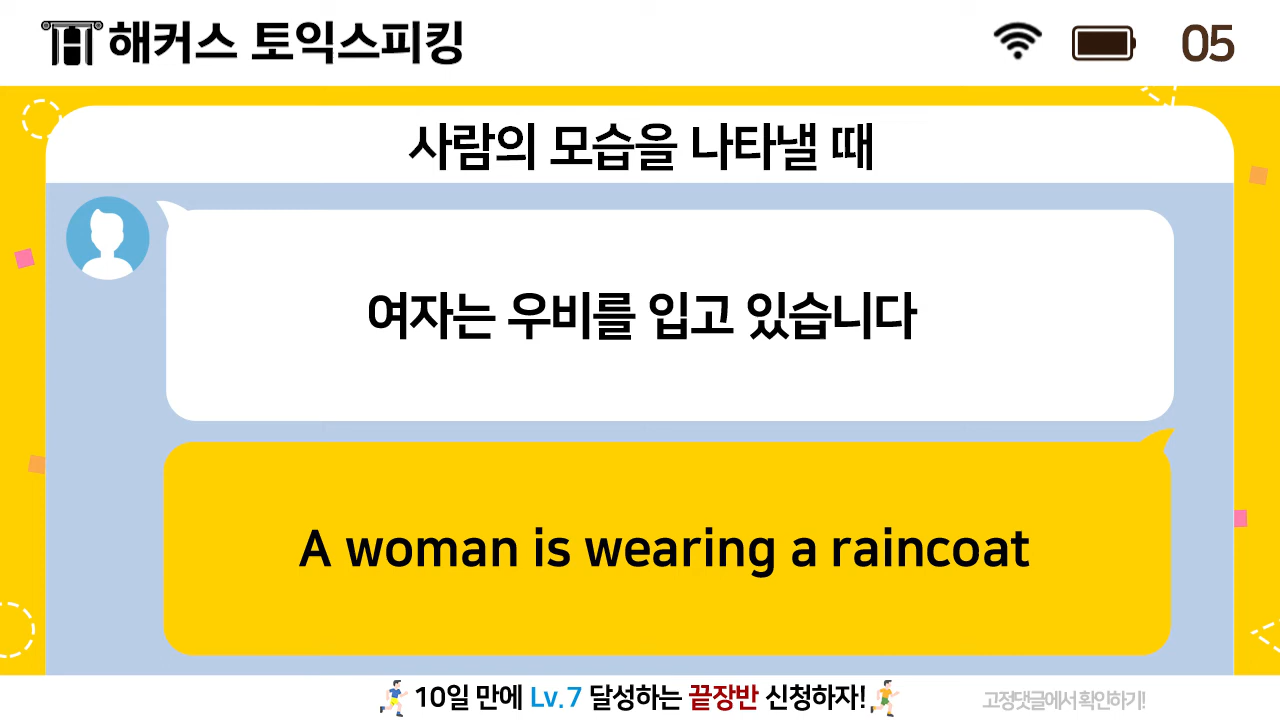 해커스 토익스피킹
05
사람의 모습을 나타낼 때
여자는 우비를 입고 있습니다
A woman is wearing a raincoat
10일 만에 Lv.7 달성하는 끝장반 신청하자!
고정댓글에서 확인하기!